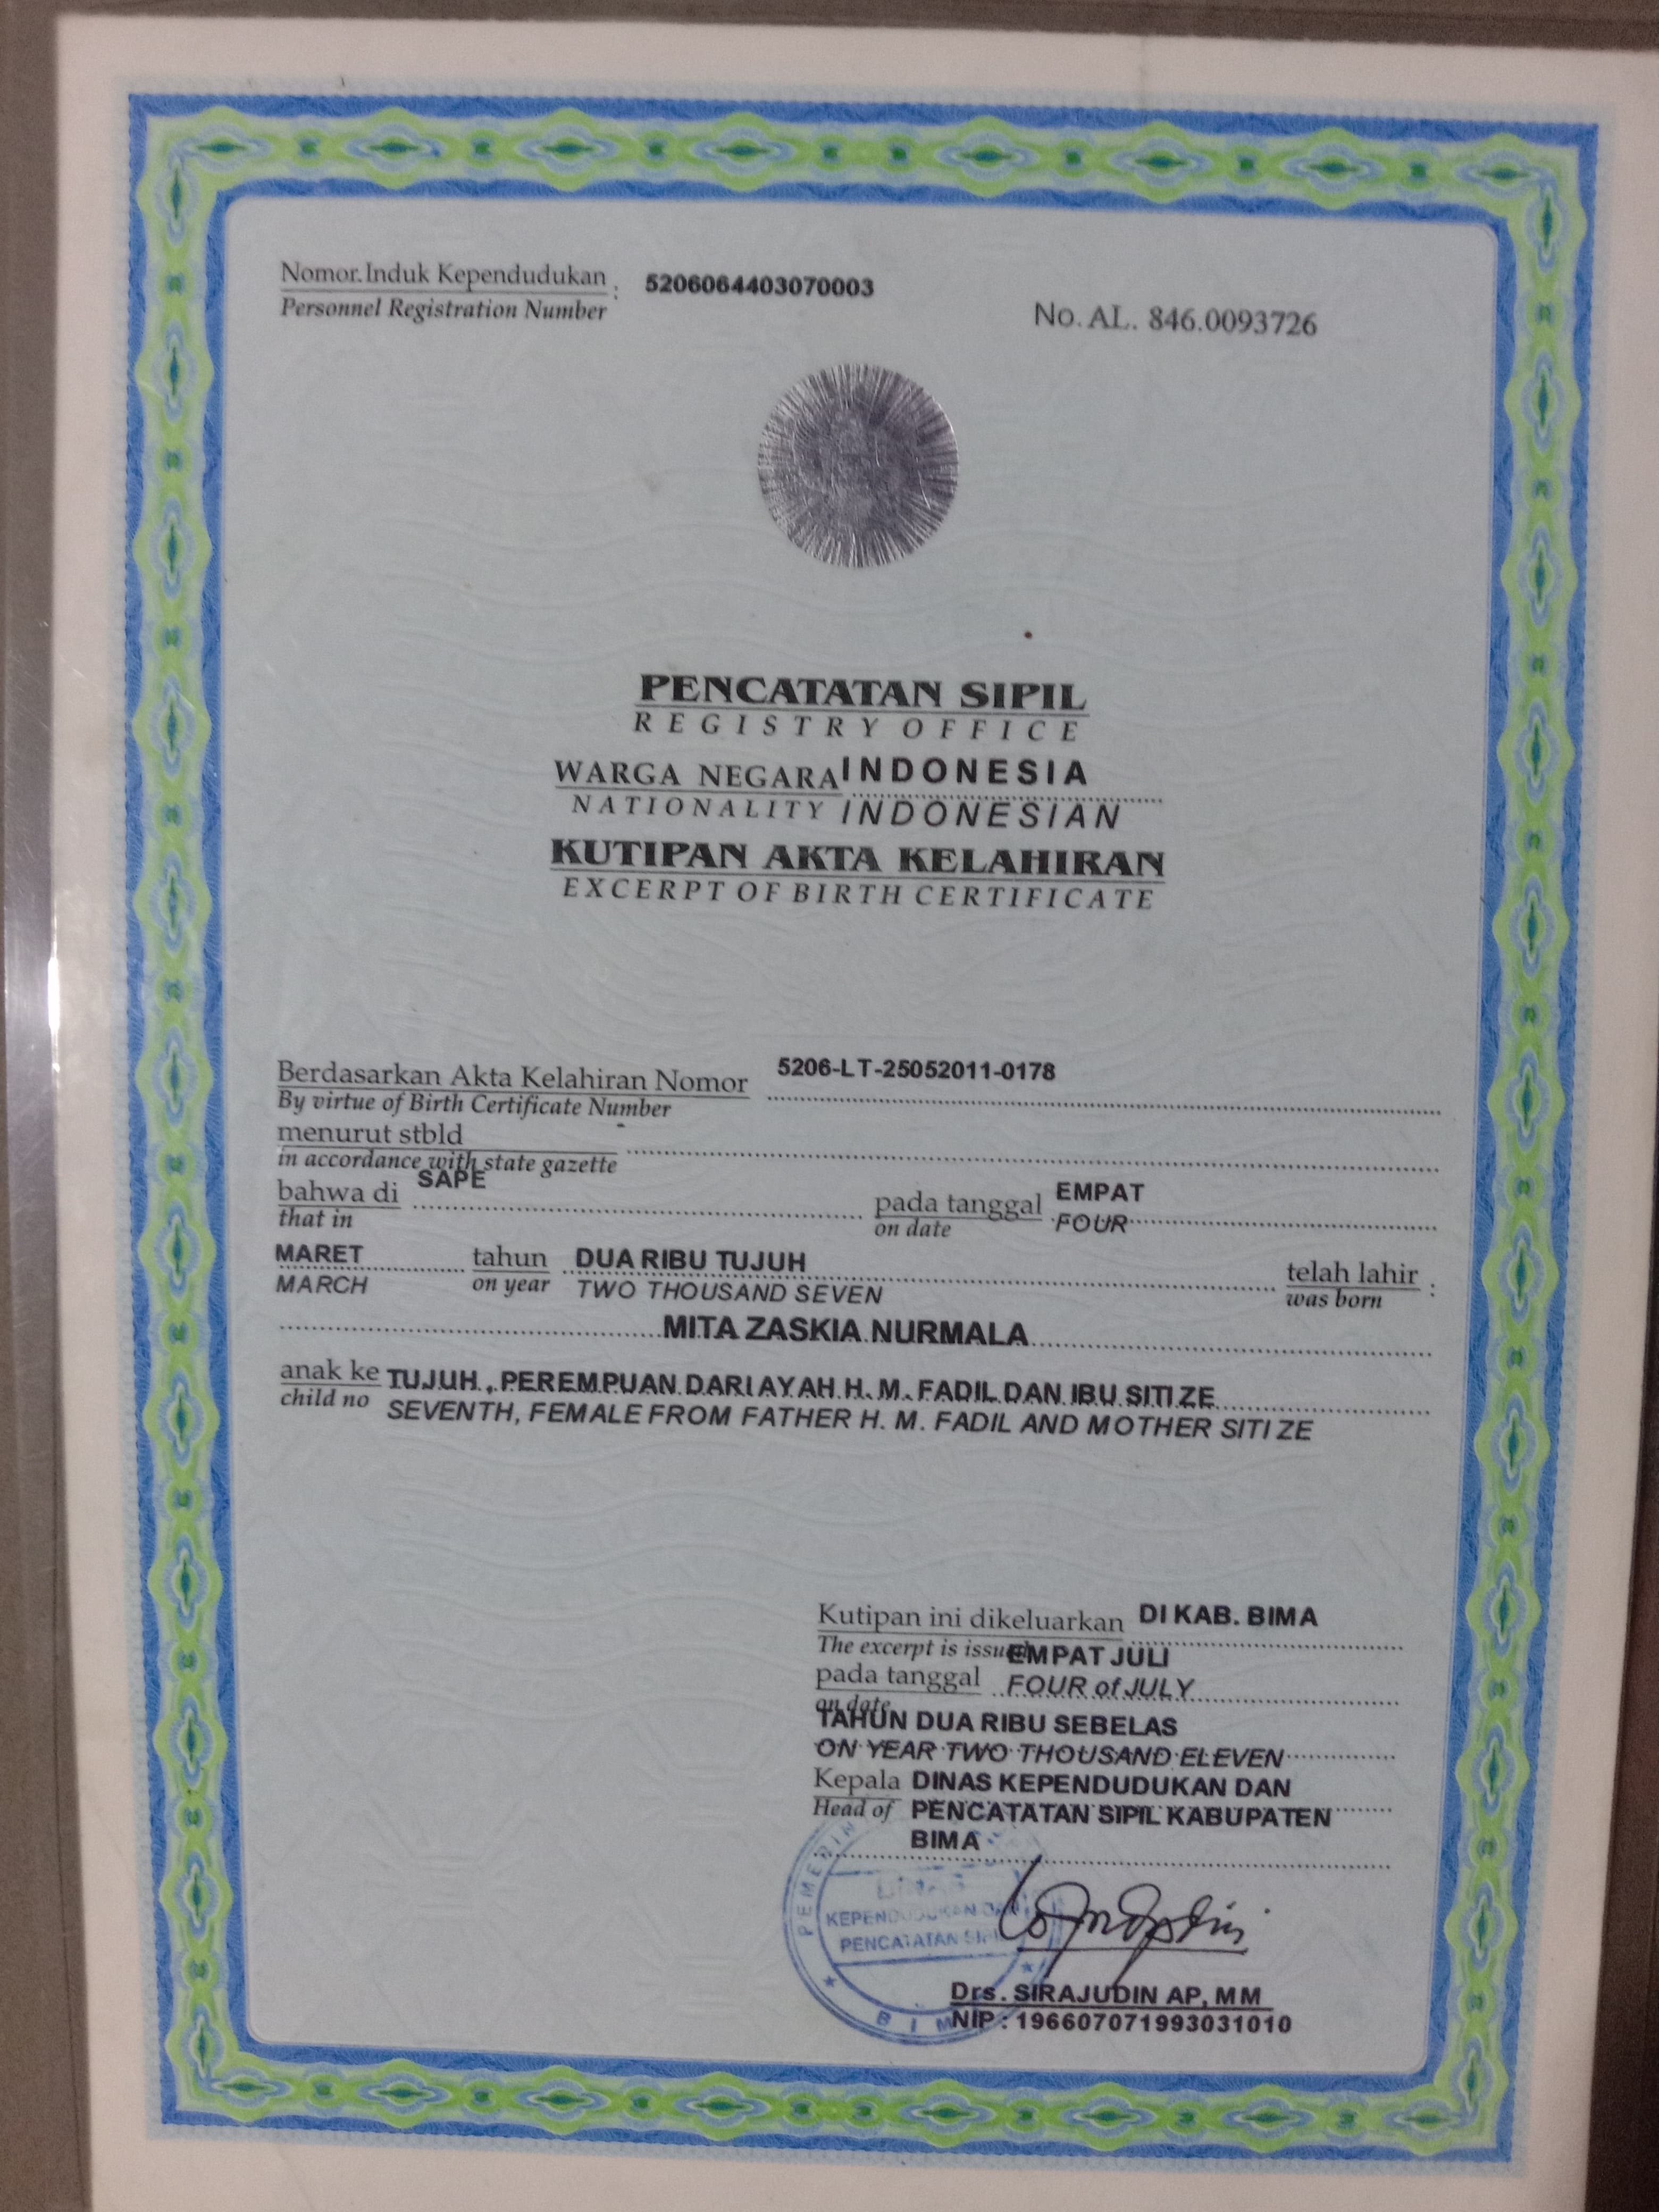 Nomor Induk Kependudukan : 5206064403070003
Personnel Registration Number
No. AL. 846.0093726
PENCATATAN SIPIL
REGISTRY OFFICE
WARGA NEGARA INDONESIA
NATIONALITY INDONESIAN
KUTIPAN AKTA KELAHIRAN
EXCERPT OF BIRTH CERTIFICATE
Berdasarkan Akta Kelahiran Nomor 5206-LT-25052011-0178
By virtue of Birth Certificate Number
menurut stbld
in accordance with state gazette
bahwa di SAPE pada tanggal EMPAT
that in on date FOUR
MARET tahun DUA RIBU TUJUH telah lahir :
MARCH on year TWO THOUSAND SEVEN was born
MITA ZASKIA NURMALA
anak ke TUJUH, PEREMPUAN DARI AYAH H. M. FADIL DAN IBU SITI ZE
child no SEVENTH, FEMALE FROM FATHER H. M. FADIL AND MOTHER SITI ZE
Kutipan ini dikeluarkan DI KAB. BIMA
The excerpt is issued
EMPAT JULI
pada tanggal FOUR of JULY
on date
TAHUN DUA RIBU SEBELAS
ON YEAR TWO THOUSAND ELEVEN
Kepala DINAS KEPENDUDUKAN DAN
Head of PENCATATAN SIPIL KABUPATEN
BIMA
DINAS
KEPENDUDUKAN DAN
PENCATATAN SIPIL
Drs. SIRAJUDIN AP, MM
NIP : 196607071993031010